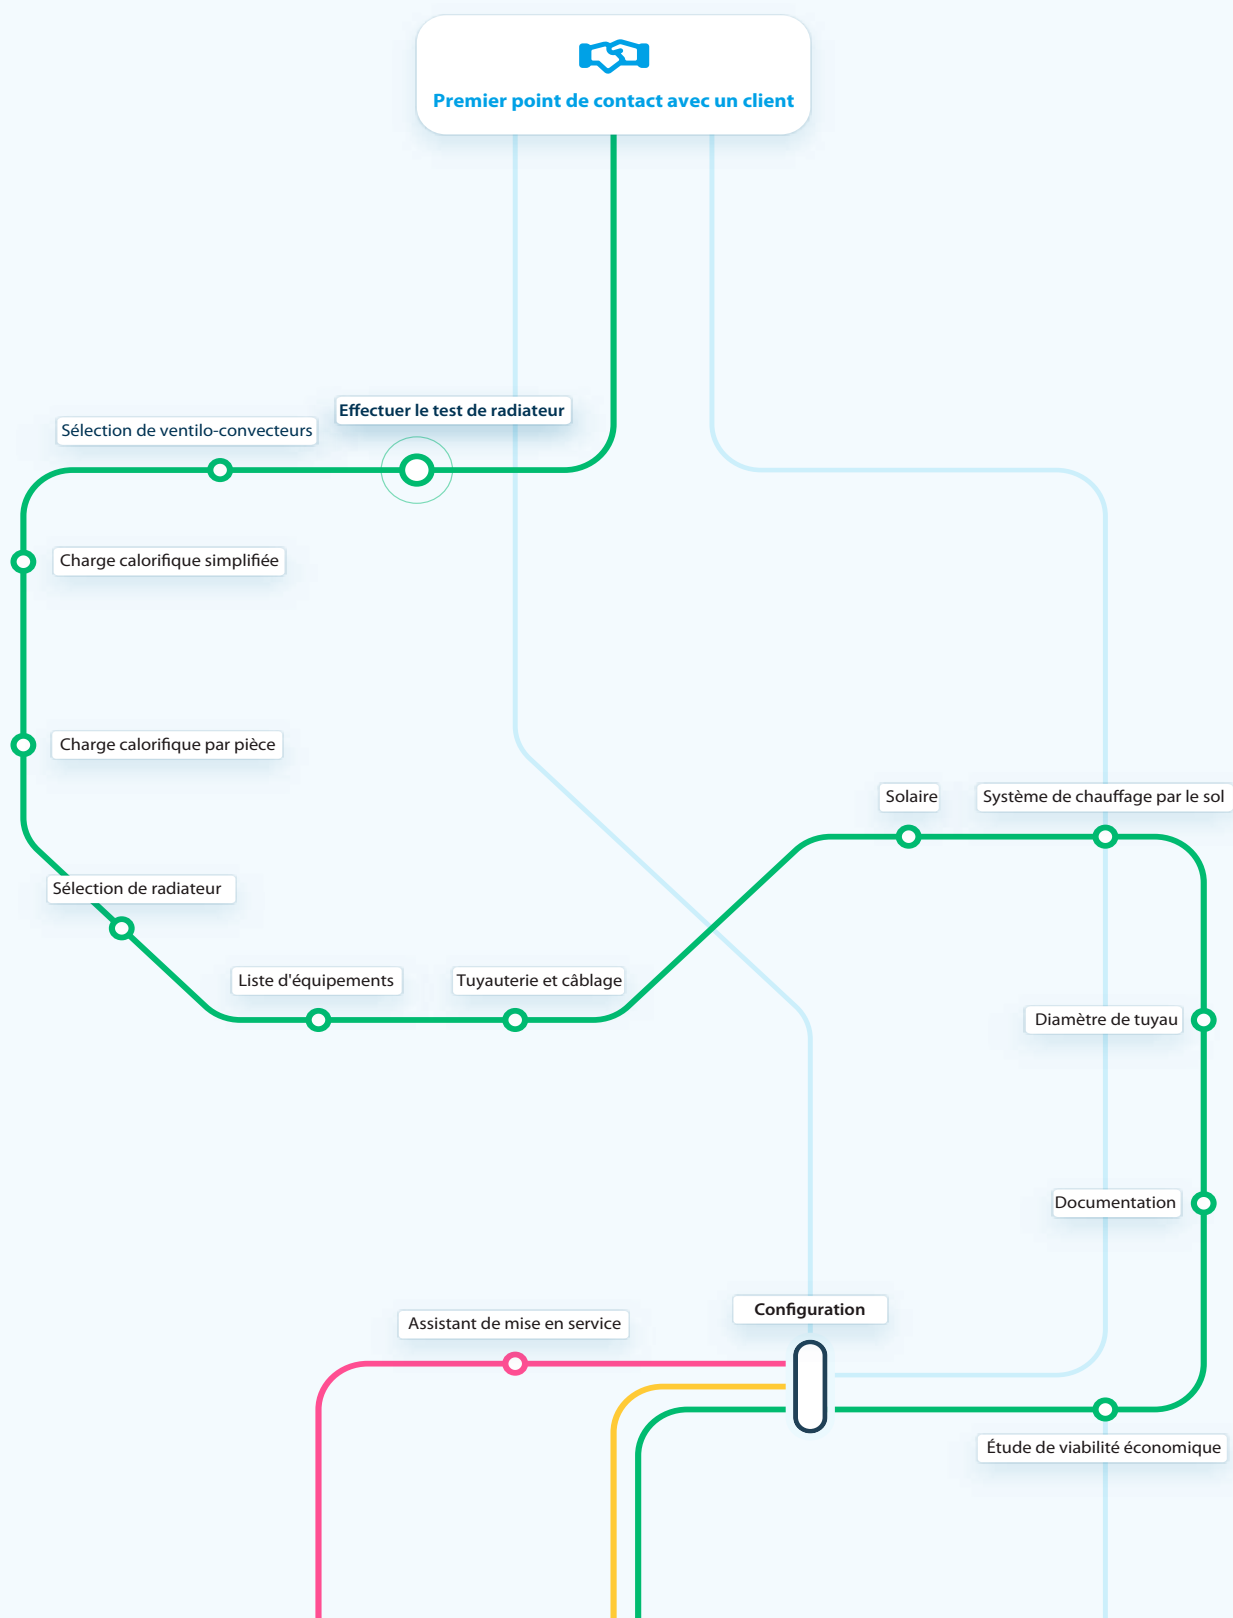 Premier point de contact avec un client
Effectuer le test de radiateur
Sélection de ventilo-convecteurs
Charge calorifique simplifiée
Charge calorifique par pièce
Solaire
Système de chauffage par le sol
Sélection de radiateur
Liste d'équipements
Tuyauterie et câblage
Diamètre de tuyau
Documentation
Configuration
Assistant de mise en service
Étude de viabilité économique